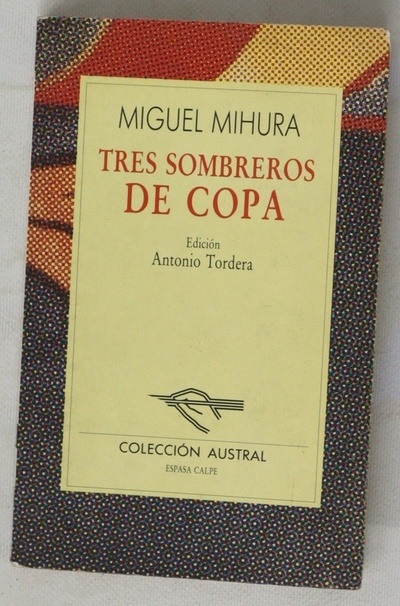 MIGUEL MIHURA
TRES SOMBREROS
DE COPA
Edición
Antonio Tordera
COLECCIÓN AUSTRAL
ESPASA CALPE